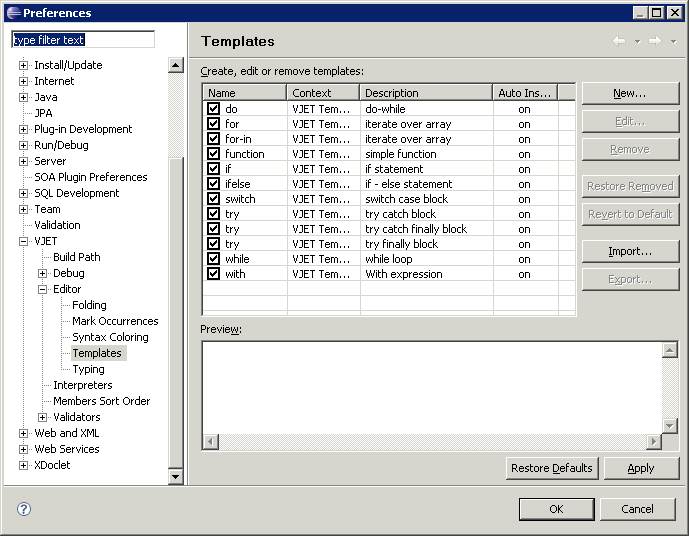 Preferences
type filter text
Install/Update
Internet
Java
JPA
Plug-in Development
Run/Debug
Server
SOA Plugin Preferences
SQL Development
Team
Validation
VJET
Build Path
Debug
Editor
Folding
Mark Occurrences
Syntax Coloring
Templates
Typing
Interpreters
Members Sort Order
Validators
Web and XML
Web Services
XDoclet
Templates
Create, edit or remove templates:
Name Context Description Auto Ins...
do VJET Tem... do-while on
for VJET Tem... iterate over array on
for-in VJET Tem... iterate over array on
function VJET Tem... simple function on
if VJET Tem... if statement on
ifelse VJET Tem... if - else statement on
switch VJET Tem... switch case block on
try VJET Tem... try catch block on
try VJET Tem... try catch finally block on
try VJET Tem... try finally block on
while VJET Tem... while loop on
with VJET Tem... With expression on
New...
Edit...
Remove
Restore Removed
Revert to Default
Import...
Export...
Preview:
Restore Defaults Apply
? OK Cancel